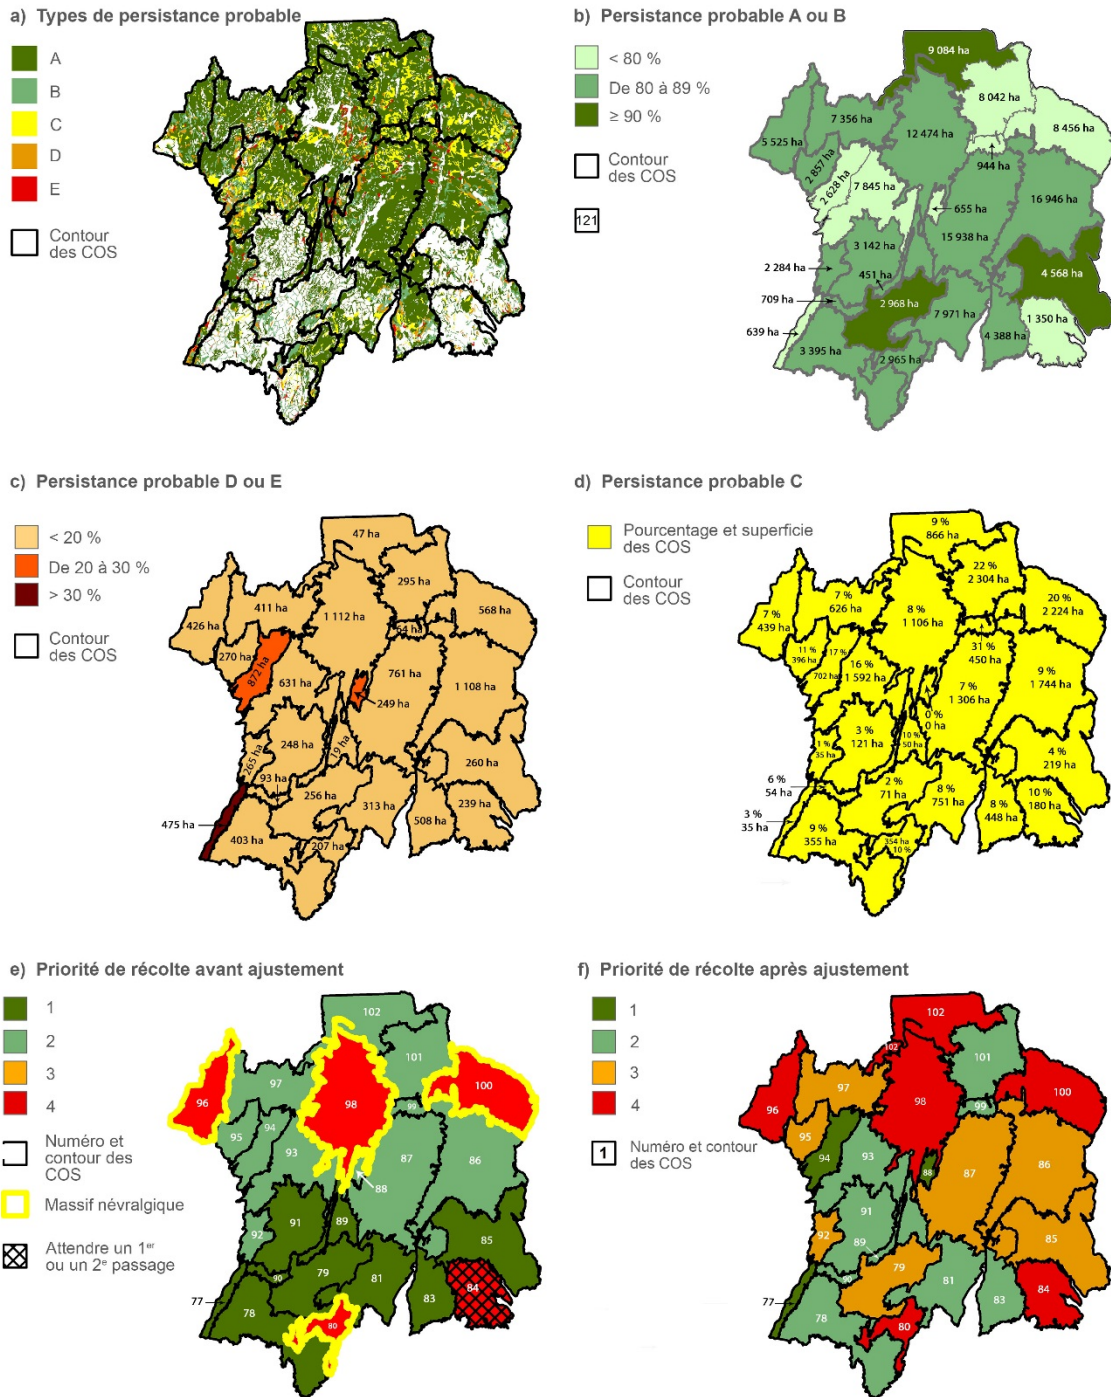 a) Types de persistance probable
A
B
C
D
E
Contour
des COS
b) Persistance probable A ou B
< 80 %
De 80 à 89 %
≥ 90 %
Contour
des COS
121
9 084 ha
8 042 ha
7 356 ha
12 474 ha
8 456 ha
5 525 ha
2 857 ha
944 ha
2 628 ha
7 845 ha
16 946 ha
655 ha
3 142 ha
15 938 ha
2 284 ha
451 ha
4 568 ha
709 ha
2 968 ha
639 ha
7 971 ha
1 350 ha
3 395 ha
4 388 ha
2 965 ha
c) Persistance probable D ou E
< 20 %
De 20 à 30 %
> 30 %
Contour
des COS
47 ha
295 ha
411 ha
568 ha
426 ha
1 112 ha
64 ha
270 ha
872 ha
631 ha
761 ha
1 108 ha
249 ha
248 ha
19 ha
265 ha
93 ha
260 ha
256 ha
313 ha
239 ha
475 ha
508 ha
403 ha
207 ha
d) Persistance probable C
Pourcentage et superficie
des COS
Contour
des COS
9 %
866 ha
22 %
2 304 ha
7 %
626 ha
20 %
2 224 ha
7 %
439 ha
8 %
1 106 ha
11 %
396 ha
17 %
702 ha
16 %
1 592 ha
31 %
450 ha
9 %
1 744 ha
7 %
1 306 ha
0 %
0 ha
3 %
121 ha
10 %
50 ha
1 %
35 ha
4 %
219 ha
6 %
54 ha
2 %
71 ha
8 %
751 ha
10 %
180 ha
3 %
35 ha
8 %
448 ha
9 %
355 ha
354 ha
10 %
e) Priorité de récolte avant ajustement
1
2
3
4
Numéro et
contour des
COS
Massif névralgique
Attendre un 1er
ou un 2e passage
102
101
97
100
96
98
99
95
94
93
87
86
88
91
89
92
85
90
79
81
84
77
78
83
80
f) Priorité de récolte après ajustement
1
2
3
4
1 Numéro et contour
des COS
102
102
101
97
100
96
98
99
95
94
93
87
86
88
91
92
89
85
90
79
81
84
77
78
83
80